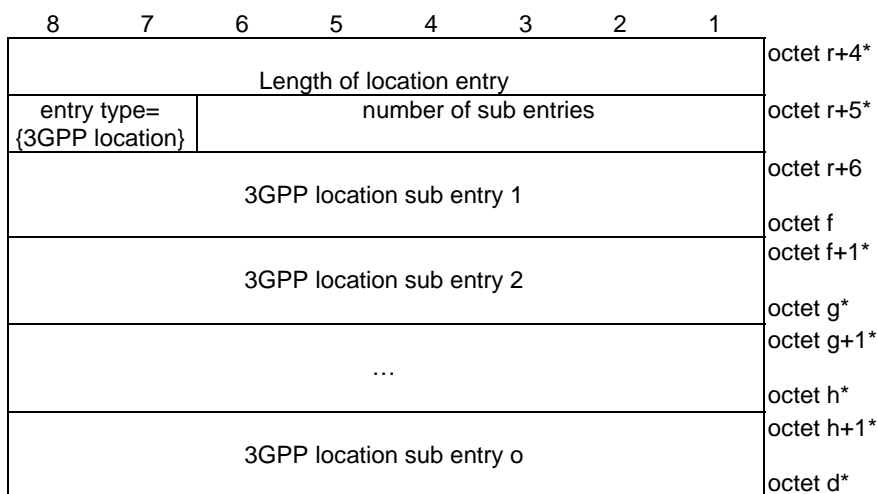 8 7 6 5 4 3 2 1
octet r+4*
Length of location entry
entry type= number of sub entries octet r+5*
{3GPP location}
octet r+6
3GPP location sub entry 1
octet f
octet f+1*
3GPP location sub entry 2
octet g*
octet g+1*
…
octet h*
octet h+1*
3GPP location sub entry o
octet d*